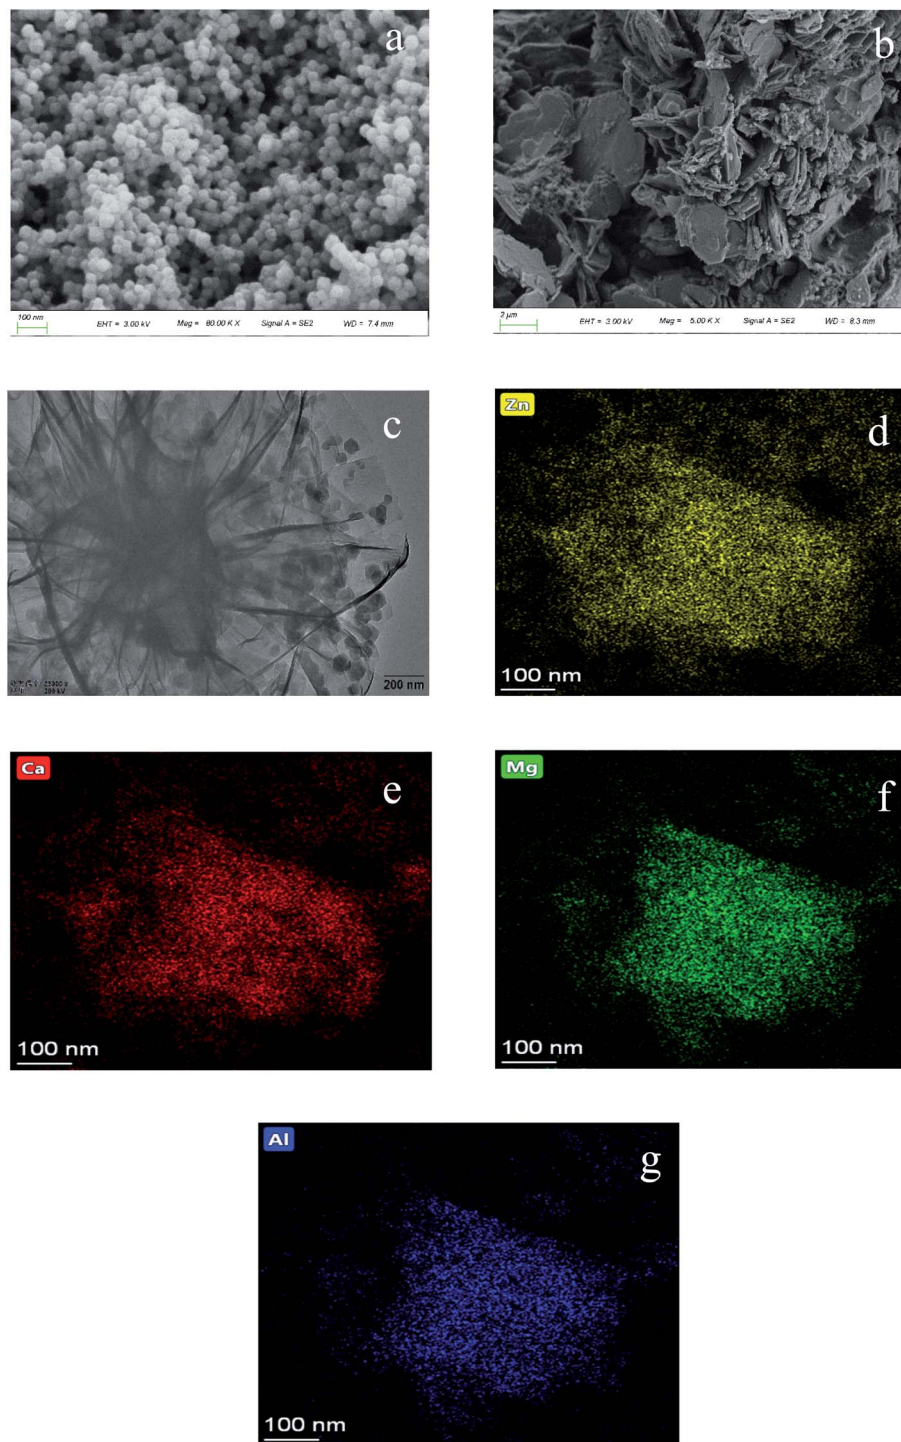 a
100 nm
EHT = 3.00 kV Mag = 80.00 K X Signal A = SE2 WD = 7.4 mm
b
2 µm
EHT = 3.00 kV Mag = 5.00 K X Signal A = SE2 WD = 8.3 mm
c
200 kV
200 nm
Zn
d
100 nm
Ca
e
100 nm
Mg
f
100 nm
Al
g
100 nm